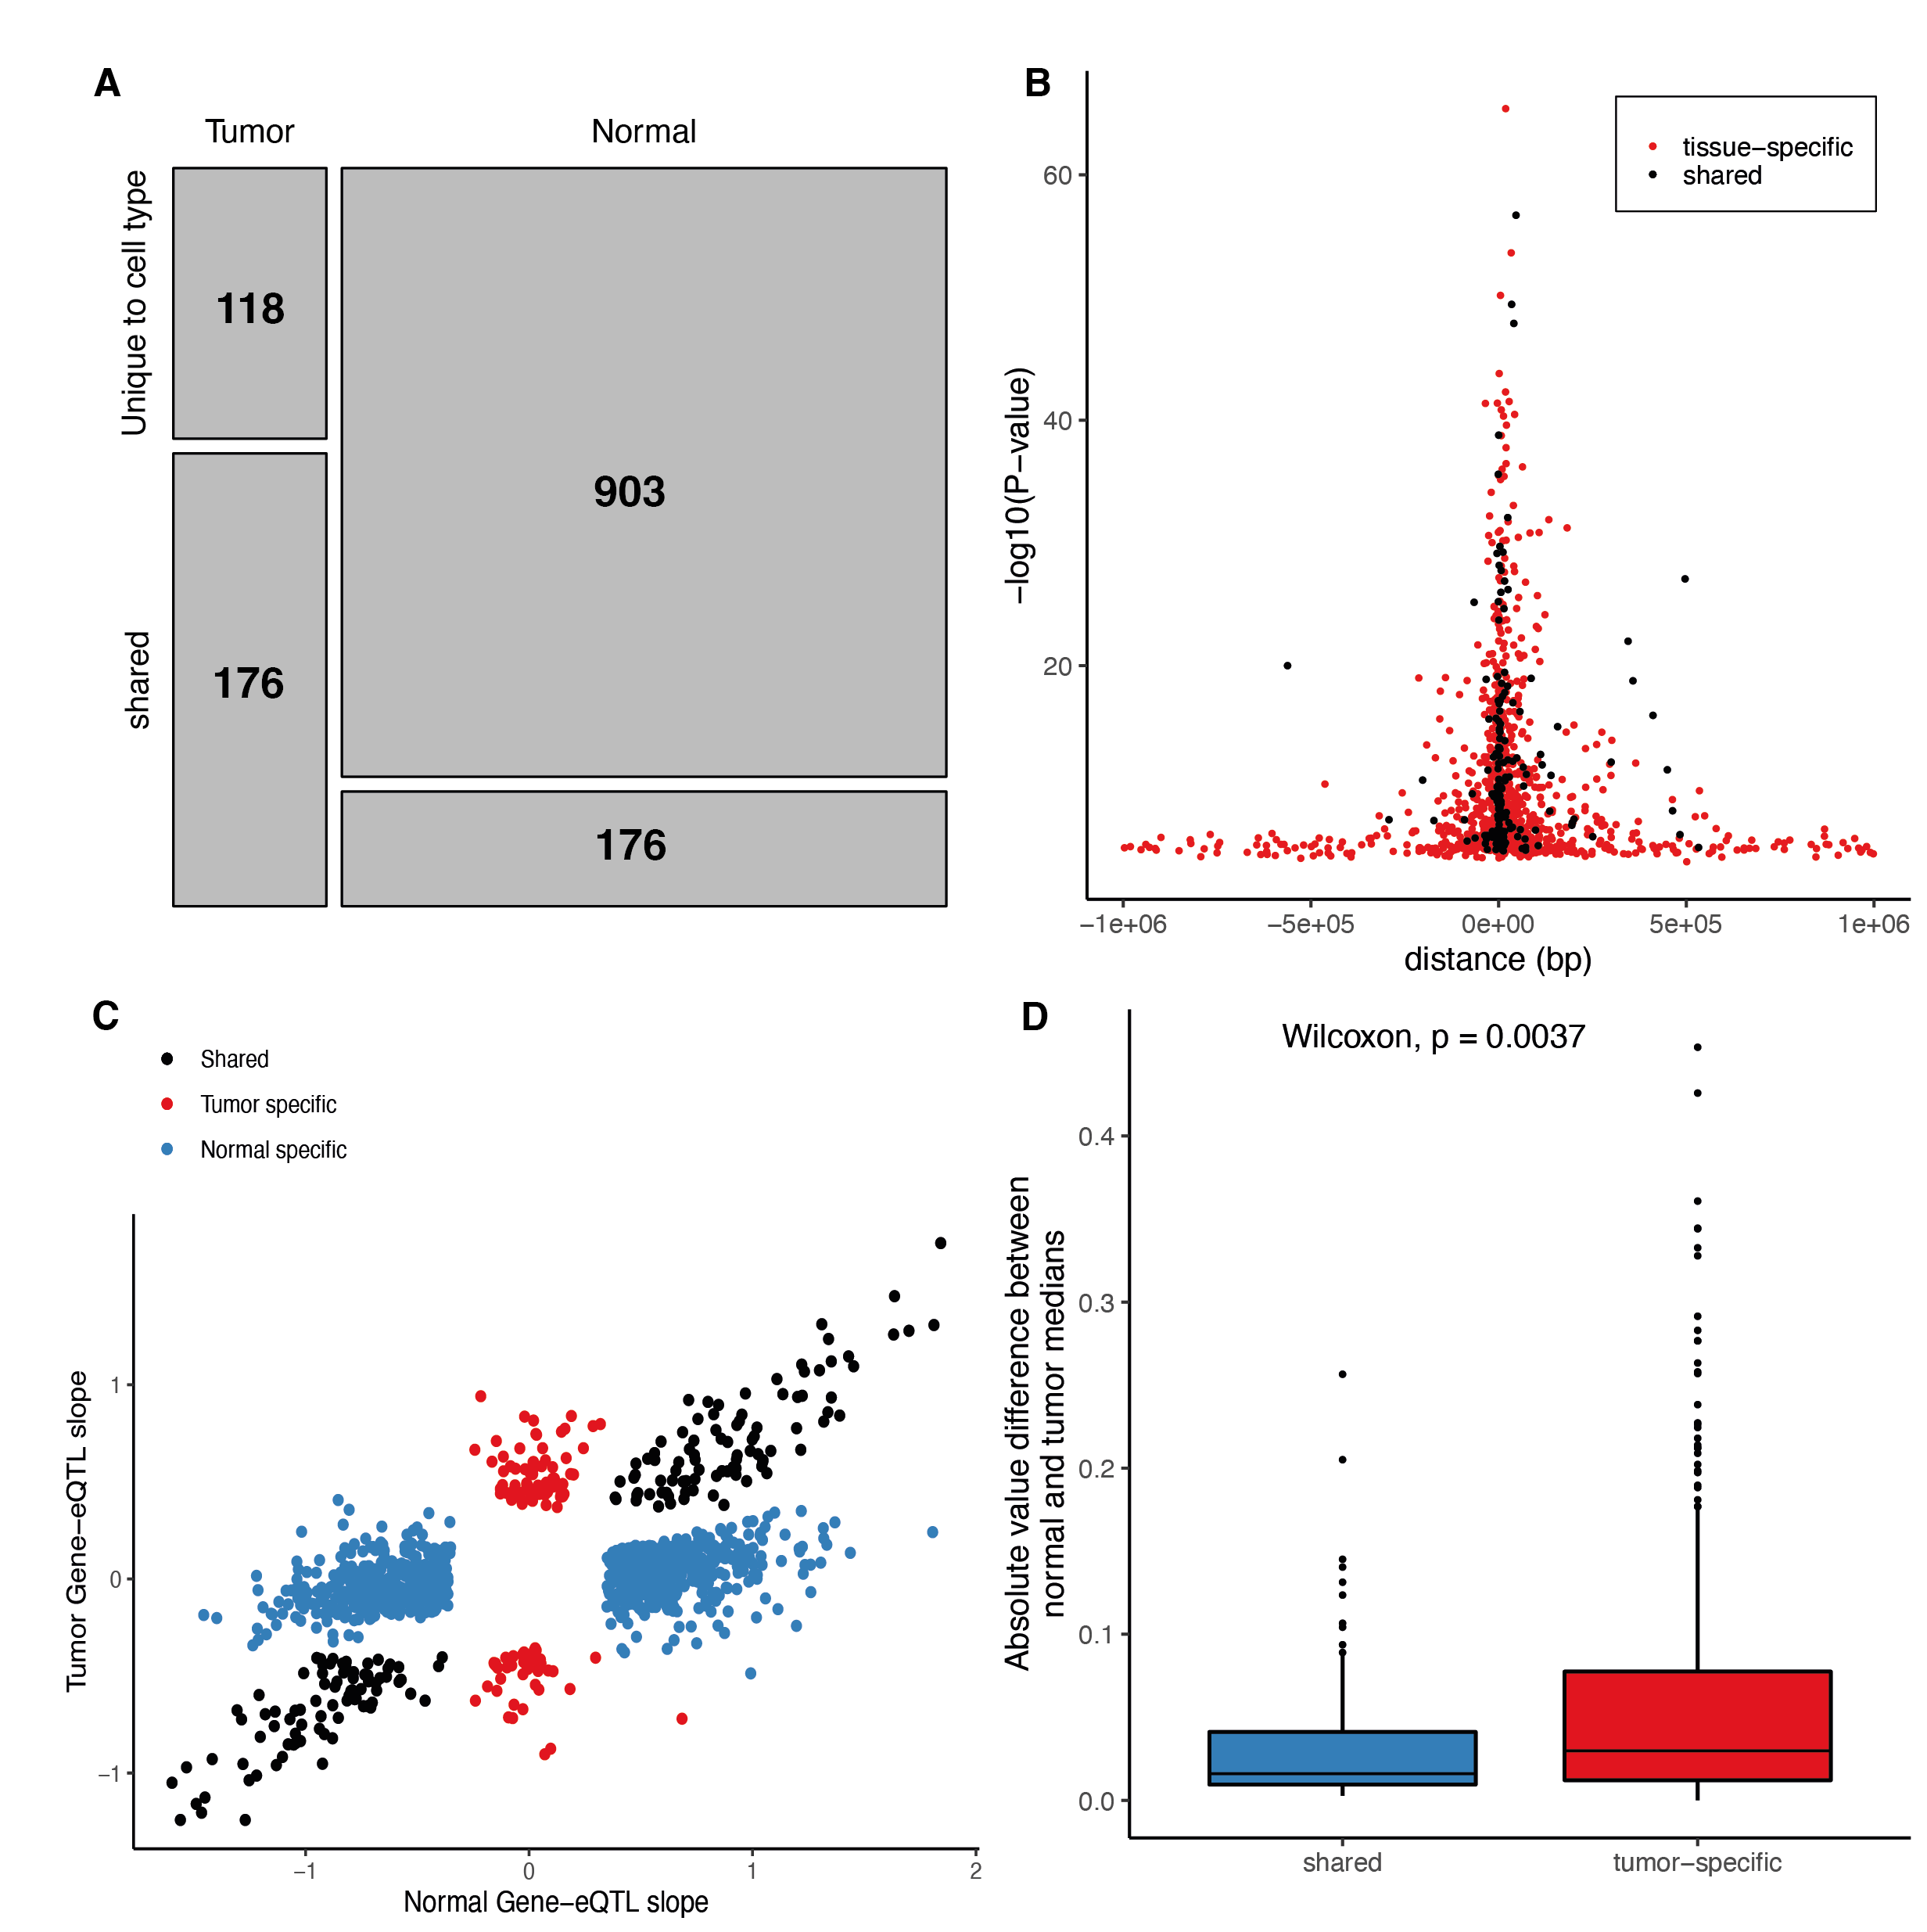 A
Tumor
Normal
Unique to cell type
shared
118
903
176
176
B
tissue−specific
shared
60
40
20
−log10(P−value)
−1e+06
−5e+05
0e+00
5e+05
1e+06
distance (bp)
C
Shared
Tumor specific
Normal specific
1
0
−1
Tumor Gene−eQTL slope
−1
0
1
2
Normal Gene−eQTL slope
D
Wilcoxon, p = 0.0037
0.4
0.3
0.2
0.1
0.0
Absolute value difference between
normal and tumor medians
shared
tumor−specific